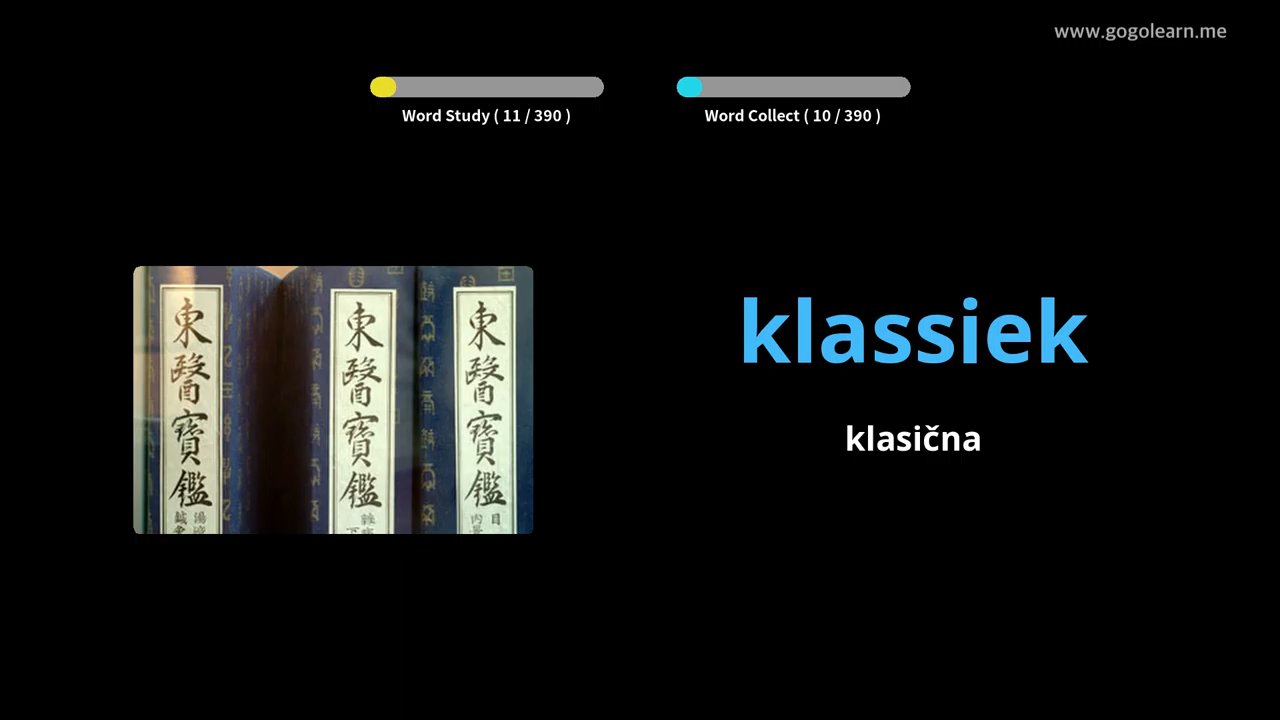 www.gogolearn.me
Word Study ( 11 / 390 )
Word Collect ( 10 / 390 )
東醫寶鑑
東醫寶鑑
東醫寶鑑
klassiek
klasična